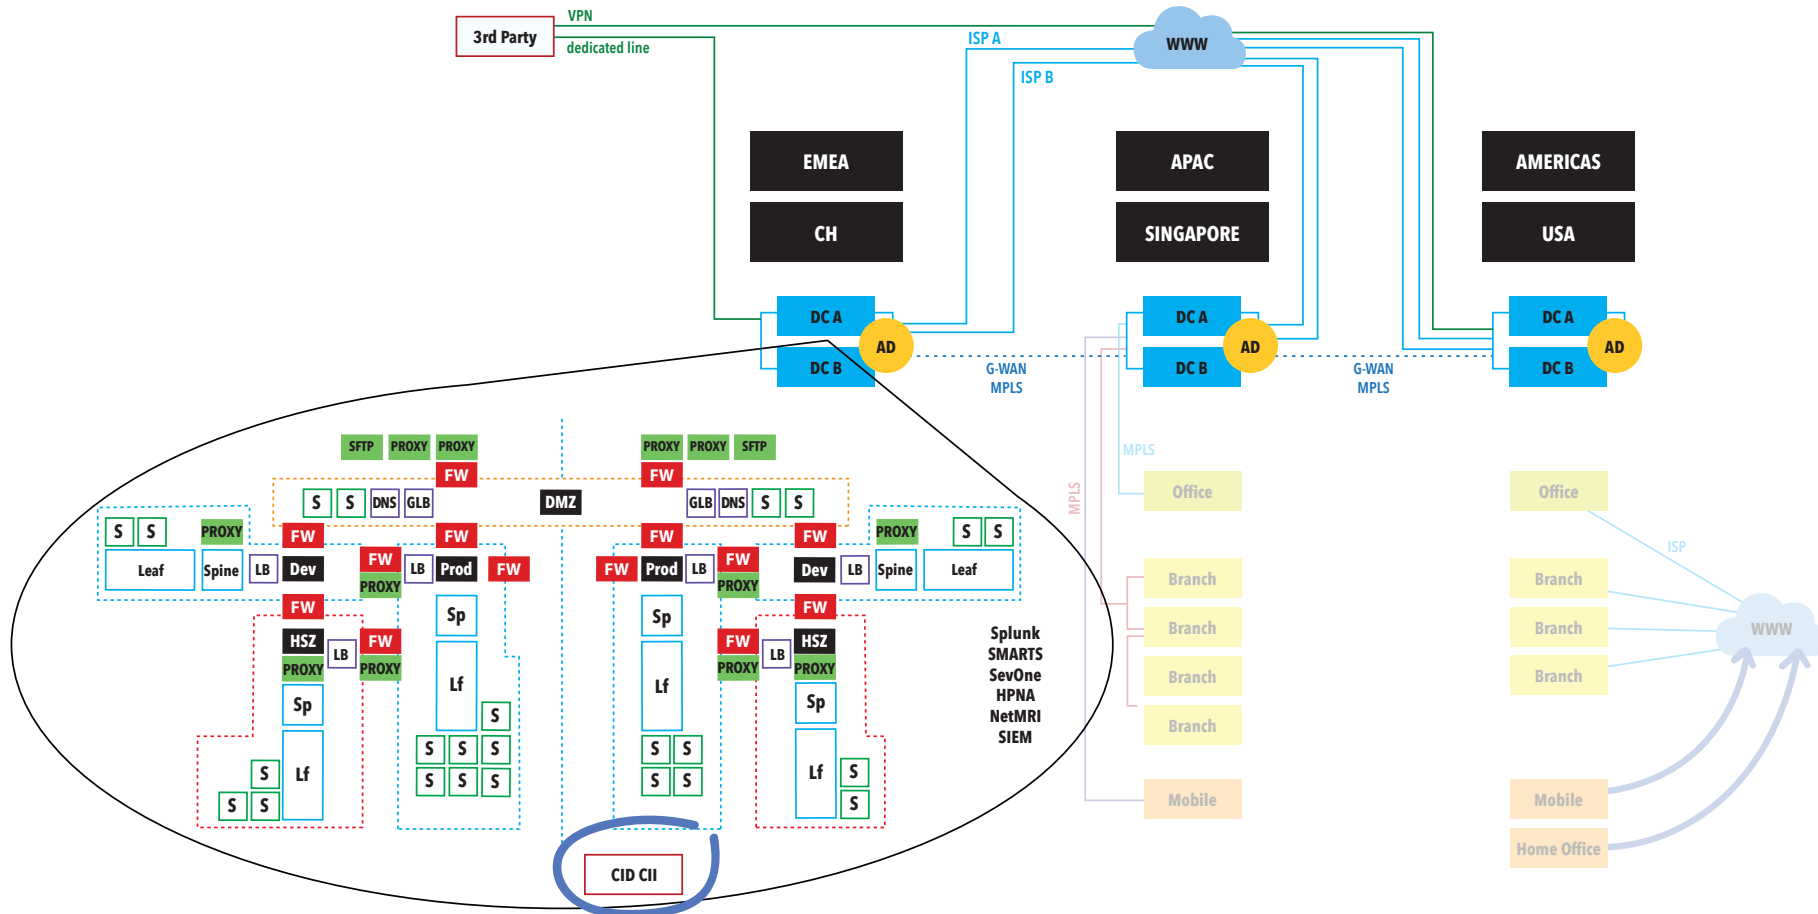 VPN
3rd Party
dedicated line
ISP A
ISP B
WWW
EMEA
APAC
AMERICAS
CH
SINGAPORE
USA
DC A
DC B
AD
DC A
DC B
AD
DC A
DC B
AD
G-WAN
MPLS
G-WAN
MPLS
SFTP PROXY PROXY
PROXY PROXY SFTP
FW
FW
S S DNS GLB
DMZ
GLB DNS S S
S S PROXY
FW
FW
FW
FW
PROXY S S
Leaf Spine LB Dev
FW
PROXY
LB Prod FW
FW Prod LB
FW
PROXY
Dev LB Spine Leaf
FW
FW
Sp
Sp
HSZ
PROXY
LB
FW
PROXY
FW
PROXY
LB
HSZ
PROXY
Sp
Lf
Lf
Sp
S
S S S
S S
S S S
S S
S
S S
Lf
Lf
S
S
Splunk
SMARTS
SevOne
HPNA
NetMRI
SIEM
CID CII
MPLS
MPLS
Office
Branch
Branch
Branch
Branch
Mobile
Office
ISP
Branch
Branch
Branch
WWW
Mobile
Home Office